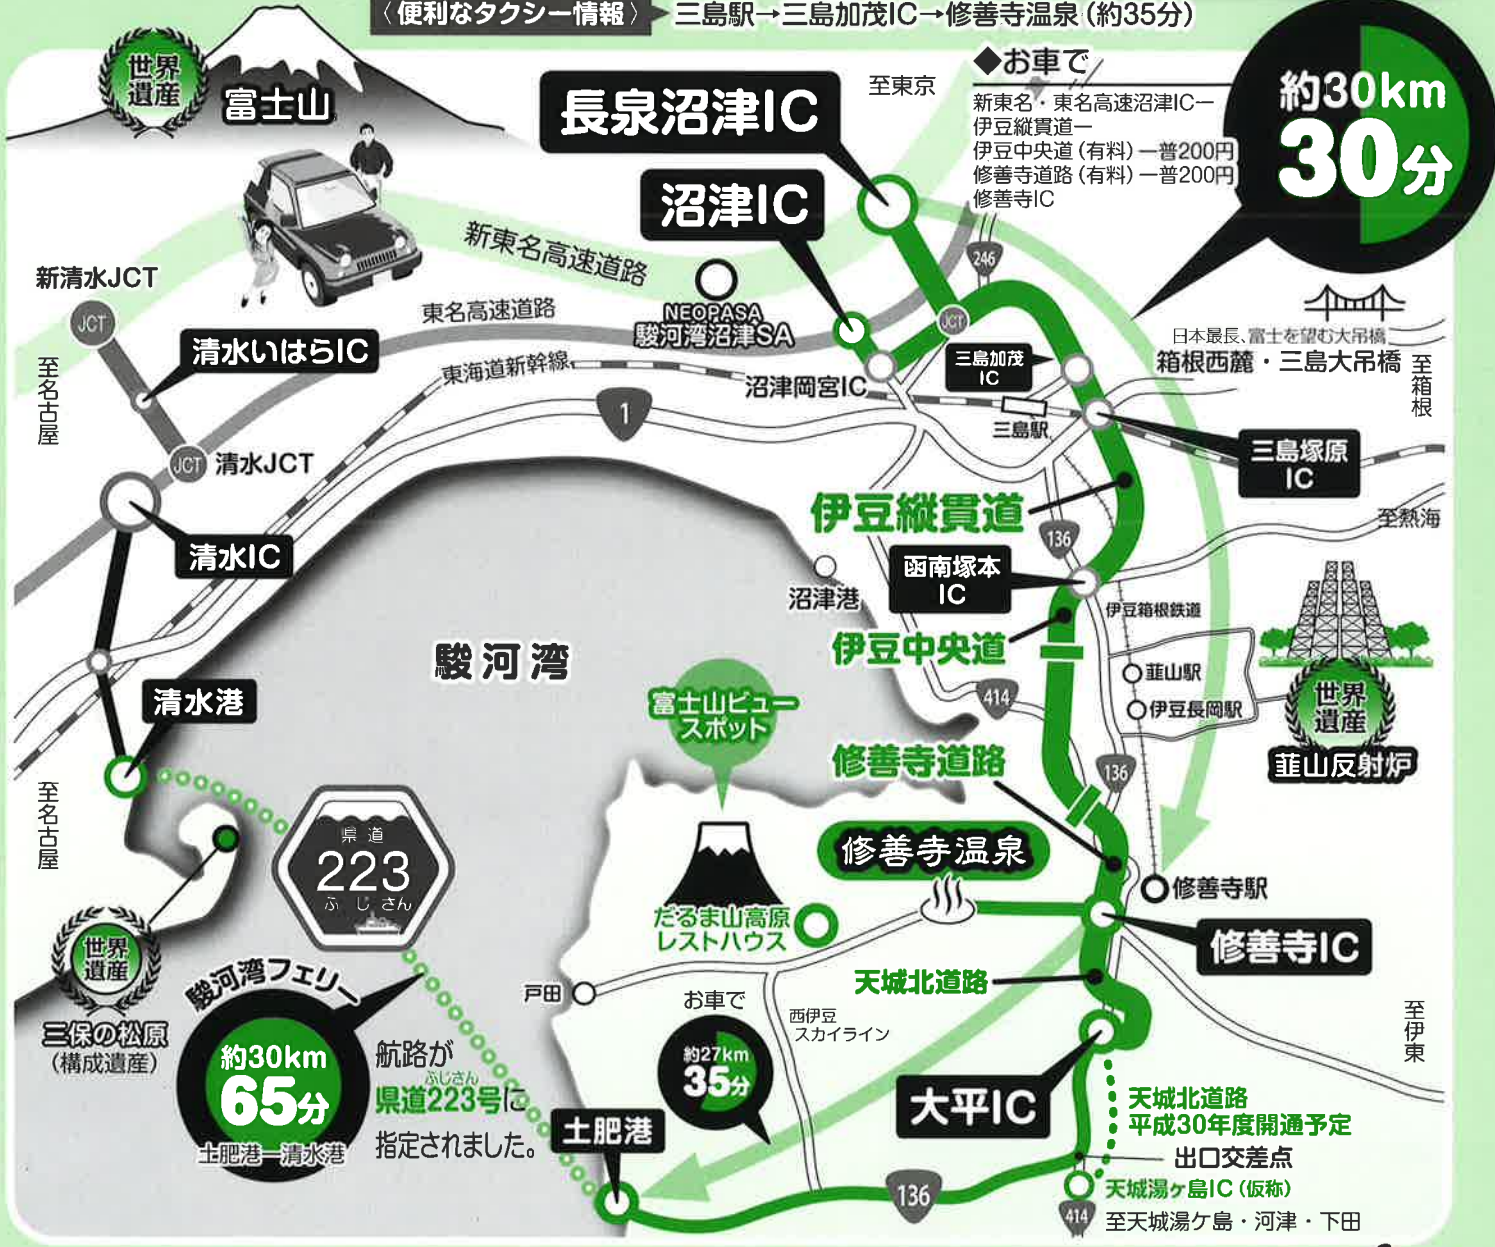 〈便利なタクシー情報〉 三島駅→三島加茂IC→修善寺温泉(約35分)
世界
遺産
富士山
長泉沼津IC
沼津IC
至東京
◆お車で
新東名・東名高速沼津ICー
伊豆縦貫道ー
伊豆中央道(有料)ー普200円
修善寺道路(有料)ー普200円
修善寺IC
約30km
30分
新東名高速道路
東名高速道路
東海道新幹線
NEOPASA
駿河湾沼津SA
246
JCT
新清水JCT
JCT
清水いはらIC
至名古屋
JCT
清水JCT
清水IC
1
沼津岡宮IC
三島加茂
IC
三島駅
日本最長、富士を望む大吊橋
箱根西麓・三島大吊橋
至箱根
三島塚原
IC
伊豆縦貫道
136
至熱海
函南塚本
IC
沼津港
伊豆箱根鉄道
伊豆中央道
駿河湾
韮山駅
伊豆長岡駅
世界
遺産
韮山反射炉
414
富士山ビュー
スポット
修善寺道路
136
清水港
至名古屋
県道
223
ふじさん
修善寺温泉
修善寺駅
だるま山高原
レストハウス
修善寺IC
世界
遺産
三保の松原
(構成遺産)
駿河湾フェリー
約30km
65分
土肥港ー清水港
航路が
ふじさん
県道223号に
指定されました。
戸田
お車で
約27km
35分
西伊豆
スカイライン
天城北道路
至伊東
大平IC
土肥港
天城北道路
平成30年度開通予定
出口交差点
天城湯ヶ島IC(仮称)
136
414
至天城湯ケ島・河津・下田